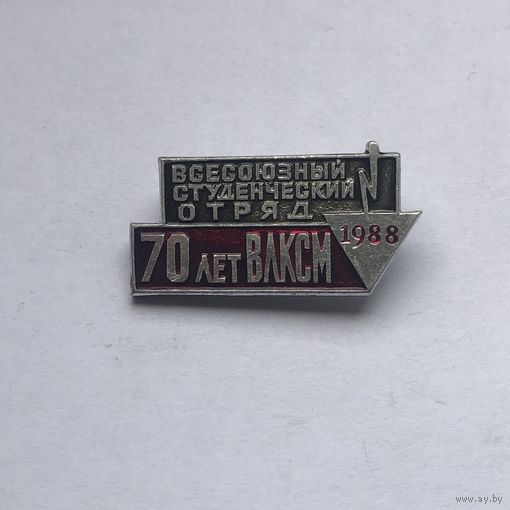 ВСЕСОЮЗНЫЙ
СТУДЕНЧЕСКИЙ
ОТРЯД
70 ЛЕТ ВЛКСМ
1988
www.ay.by